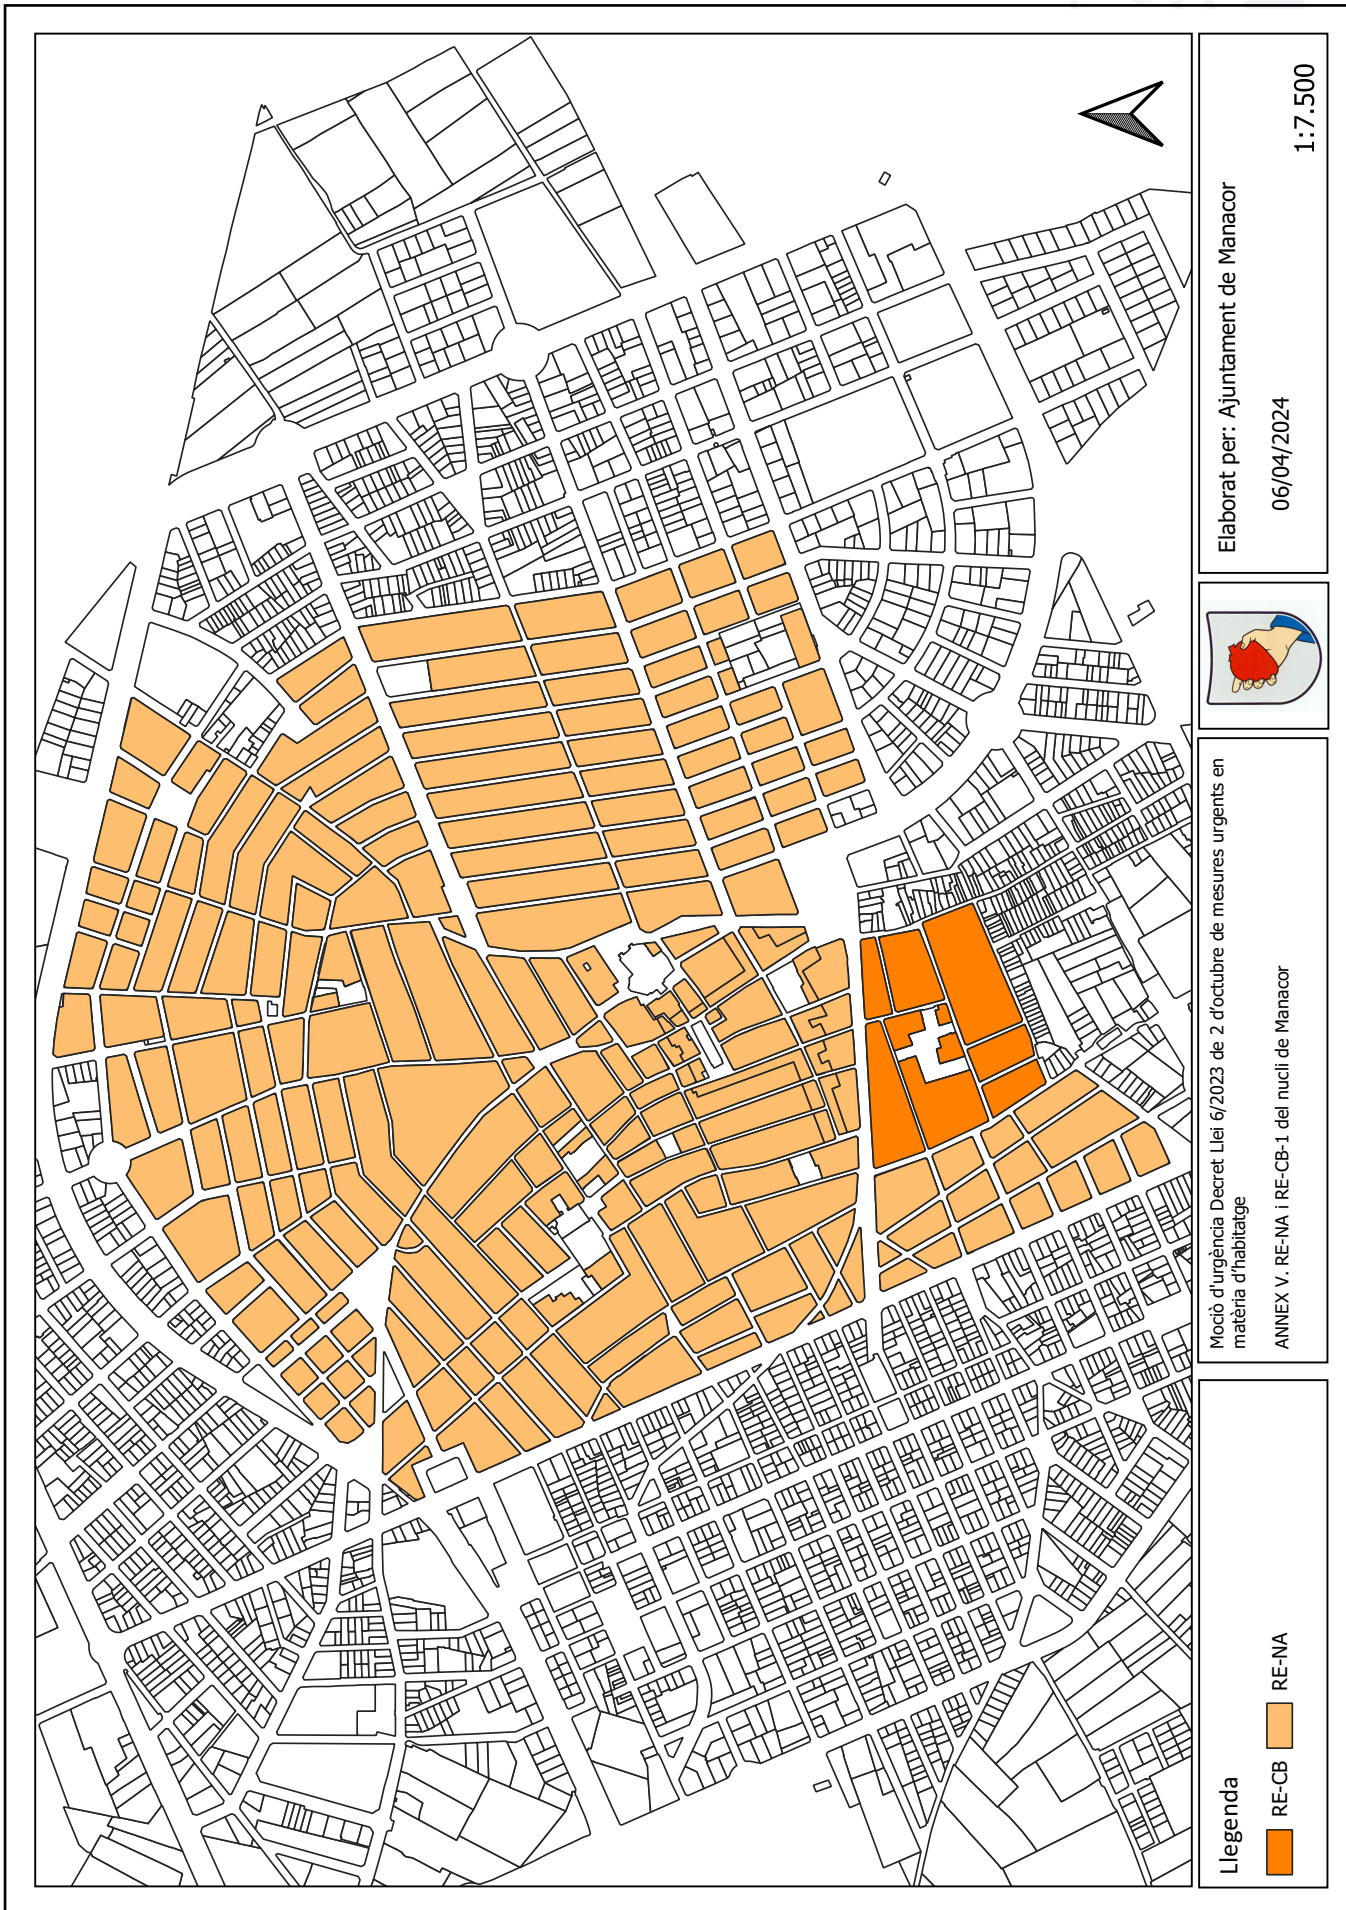 Llegenda
RE-CB
RE-NA
Moció d'urgència Decret Llei 6/2023 de 2 d'octubre de mesures urgents en
matèria d'habitatge
ANNEX V. RE-NA i RE-CB-1 del nucli de Manacor
Elaborat per: Ajuntament de Manacor
06/04/2024
1:7.500